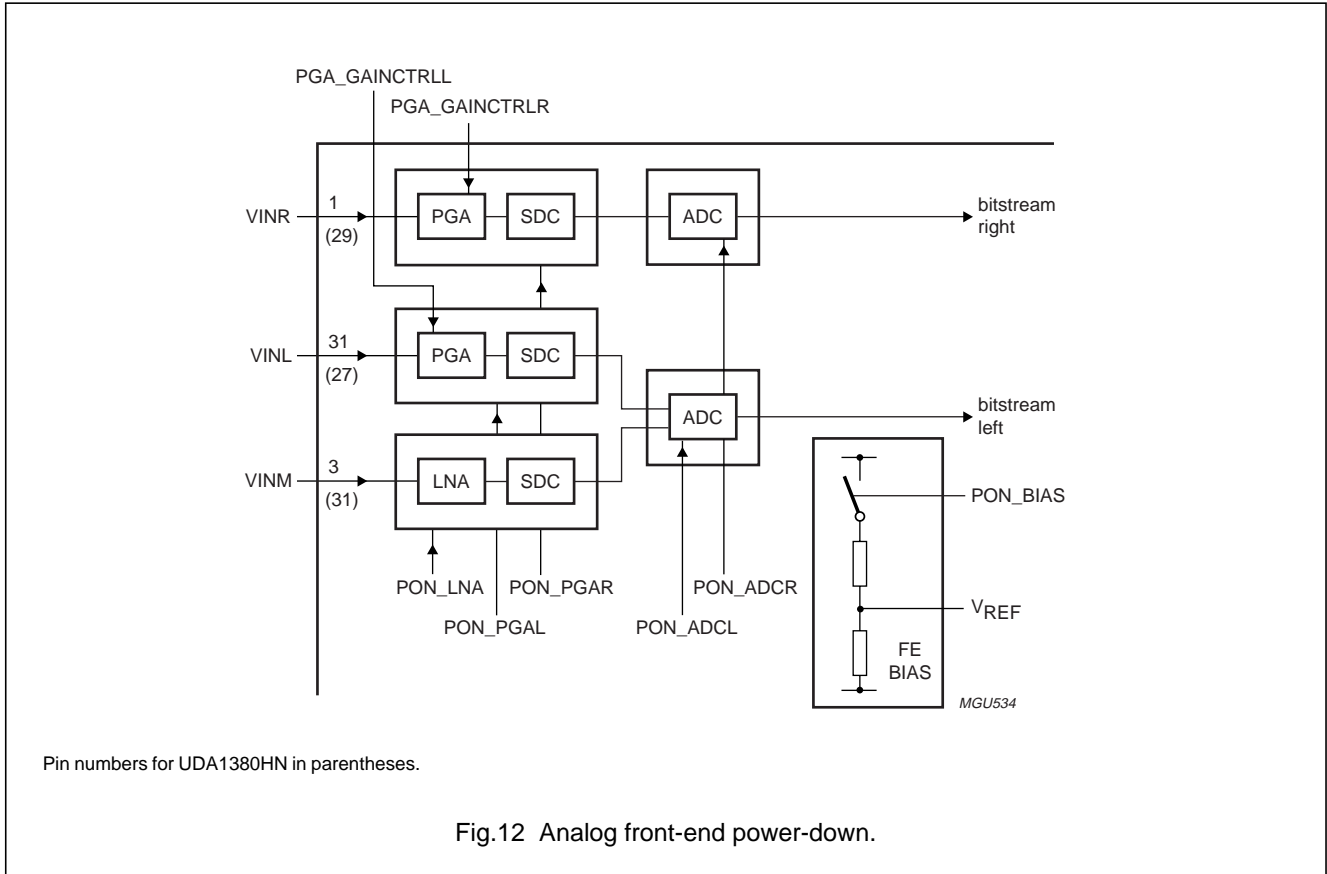 PGA_GAINCTRLL
PGA_GAINCTRLR
VINR
1
(29)
PGA
SDC
ADC
bitstream
right
VINL
31
(27)
PGA
SDC
ADC
bitstream
left
VINM
3
(31)
LNA
SDC
PON_BIAS
PON_LNA
PON_PGAR
PON_ADCR
PON_PGAL
PON_ADCL
VREF
FE
BIAS
MGU534
Pin numbers for UDA1380HN in parentheses.
Fig.12 Analog front-end power-down.